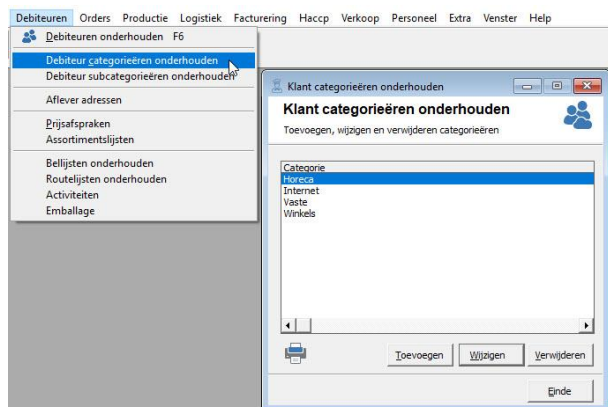 Debiteuren Orders Productie Logistiek Facturering Haccp Verkoop Personeel Extra Venster Help
Debiteuren onderhouden F6
Debiteur categorieëren onderhouden
Debiteur subcategorieëren onderhouden
Aflever adressen
Prijsafspraken
Assortimentslijsten
Bellijsten onderhouden
Routelijsten onderhouden
Activiteiten
Emballage
Klant categorieëren onderhouden
Klant categorieëren onderhouden
Toevoegen, wijzigen en verwijderen categorieëren
Categorie
Horeca
Internet
Vaste
Winkels
Toevoegen Wijzigen Verwijderen
Einde